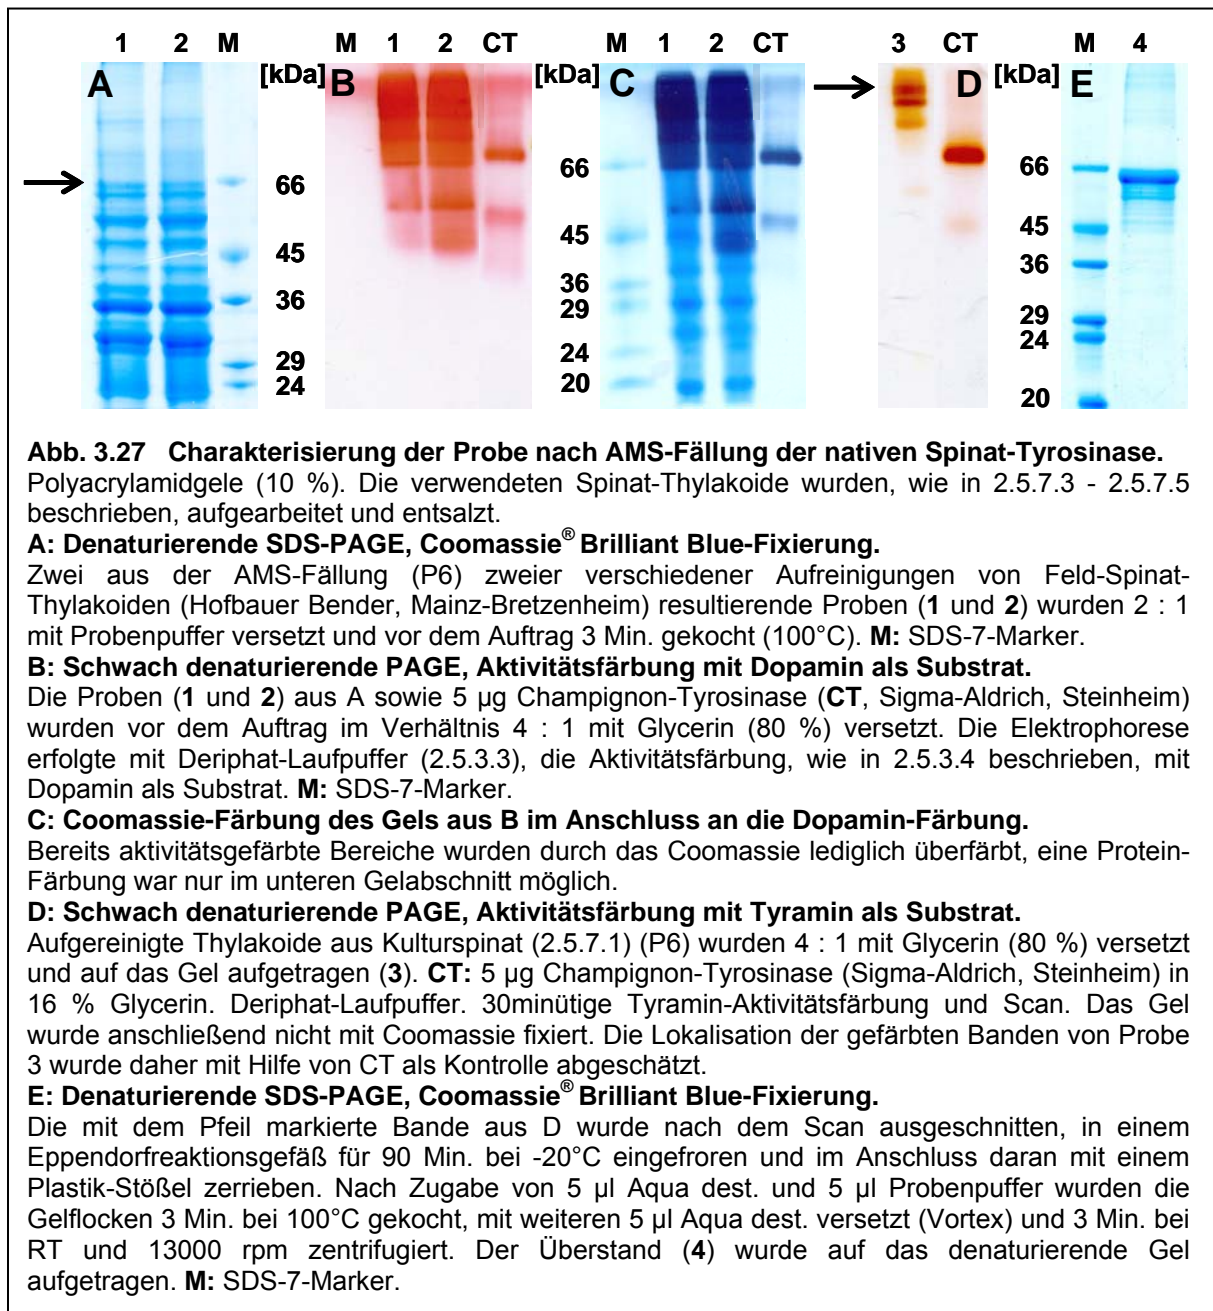 1 2 M M 1 2 CT M 1 2 CT 3 CT M 4
A [kDa] B [kDa] C [kDa] D [kDa] E
66
45
36
29
24
66
45
36
29
24
20
66
45
36
29
24
20
Abb. 3.27 Charakterisierung der Probe nach AMS-Fällung der nativen Spinat-Tyrosinase.
Polyacrylamidgele (10 %). Die verwendeten Spinat-Thylakoide wurden, wie in 2.5.7.3 - 2.5.7.5
beschrieben, aufgearbeitet und entsalzt.
A: Denaturierende SDS-PAGE, Coomassie® Brilliant Blue-Fixierung.
Zwei aus der AMS-Fällung (P6) zweier verschiedener Aufreinigungen von Feld-Spinat-
Thylakoiden (Hofbauer Bender, Mainz-Bretzenheim) resultierende Proben (1 und 2) wurden 2 : 1
mit Probenpuffer versetzt und vor dem Auftrag 3 Min. gekocht (100°C). M: SDS-7-Marker.
B: Schwach denaturierende PAGE, Aktivitätsfärbung mit Dopamin als Substrat.
Die Proben (1 und 2) aus A sowie 5 µg Champignon-Tyrosinase (CT, Sigma-Aldrich, Steinheim)
wurden vor dem Auftrag im Verhältnis 4 : 1 mit Glycerin (80 %) versetzt. Die Elektrophorese
erfolgte mit Deriphat-Laufpuffer (2.5.3.3), die Aktivitätsfärbung, wie in 2.5.3.4 beschrieben, mit
Dopamin als Substrat. M: SDS-7-Marker.
C: Coomassie-Färbung des Gels aus B im Anschluss an die Dopamin-Färbung.
Bereits aktivitätsgefärbte Bereiche wurden durch das Coomassie lediglich überfärbt, eine Protein-
Färbung war nur im unteren Gelabschnitt möglich.
D: Schwach denaturierende PAGE, Aktivitätsfärbung mit Tyramin als Substrat.
Aufgereinigte Thylakoide aus Kulturspinat (2.5.7.1) (P6) wurden 4 : 1 mit Glycerin (80 %) versetzt
und auf das Gel aufgetragen (3). CT: 5 µg Champignon-Tyrosinase (Sigma-Aldrich, Steinheim) in
16 % Glycerin. Deriphat-Laufpuffer. 30minütige Tyramin-Aktivitätsfärbung und Scan. Das Gel
wurde anschließend nicht mit Coomassie fixiert. Die Lokalisation der gefärbten Banden von Probe
3 wurde daher mit Hilfe von CT als Kontrolle abgeschätzt.
E: Denaturierende SDS-PAGE, Coomassie® Brilliant Blue-Fixierung.
Die mit dem Pfeil markierte Bande aus D wurde nach dem Scan ausgeschnitten, in einem
Eppendorfreaktionsgefäß für 90 Min. bei -20°C eingefroren und im Anschluss daran mit einem
Plastik-Stößel zerrieben. Nach Zugabe von 5 µl Aqua dest. und 5 µl Probenpuffer wurden die
Gelflocken 3 Min. bei 100°C gekocht, mit weiteren 5 µl Aqua dest. versetzt (Vortex) und 3 Min. bei
RT und 13000 rpm zentrifugiert. Der Überstand (4) wurde auf das denaturierende Gel
aufgetragen. M: SDS-7-Marker.